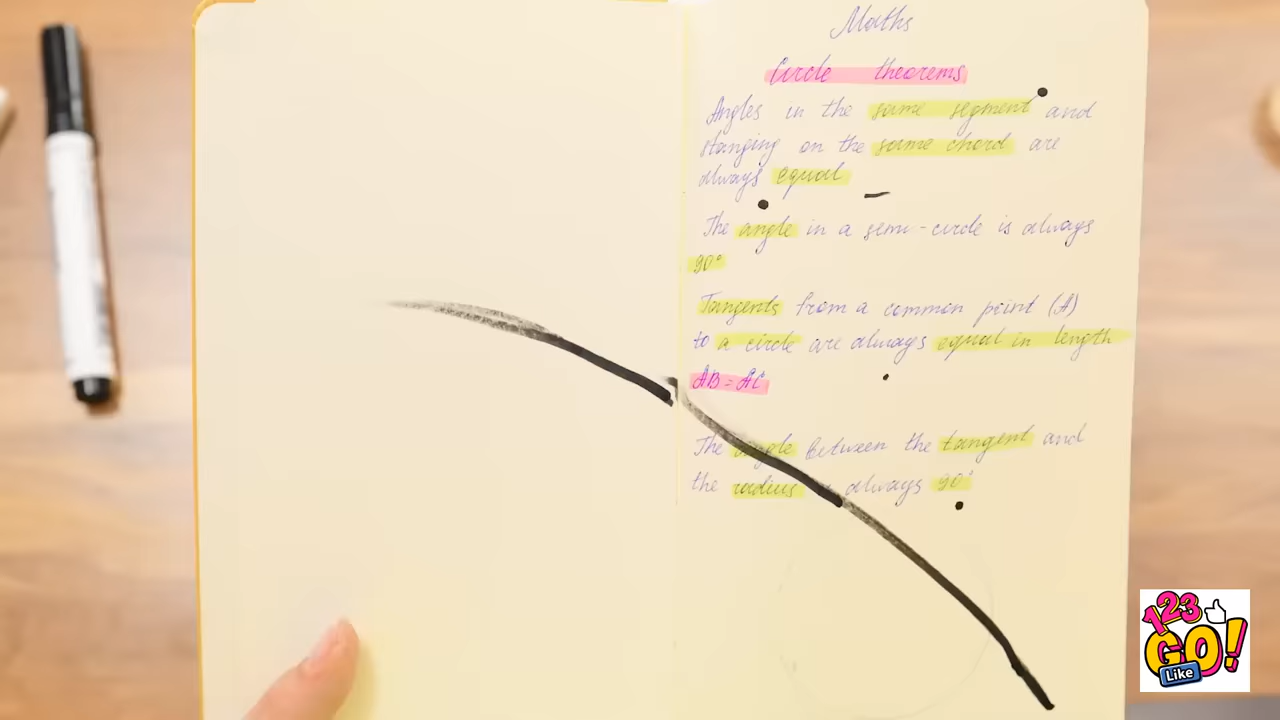 Maths
Circle theorems
Angles in the same segment and
hanging on the same chord are
always equal
The angle in a semi-circle is always
90°
Tangents from a common point (A)
to a circle are always equal in length
AB = AC
The angle between the tangent and
the radius always 90°
123
GO!
Like